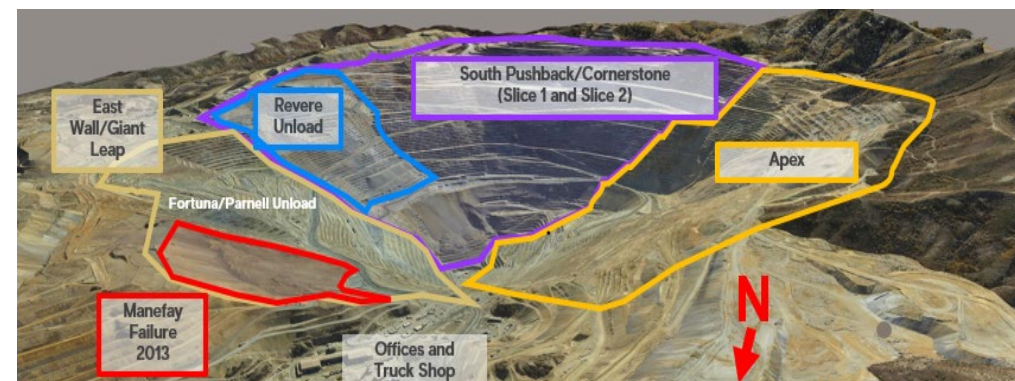 South Pushback/Cornerstone
(Slice 1 and Slice 2)
East
Wall/Giant
Leap
Revere
Unload
Apex
Fortuna/Parnell Unload
Manefay
Failure
2013
N
Offices and
Truck Shop